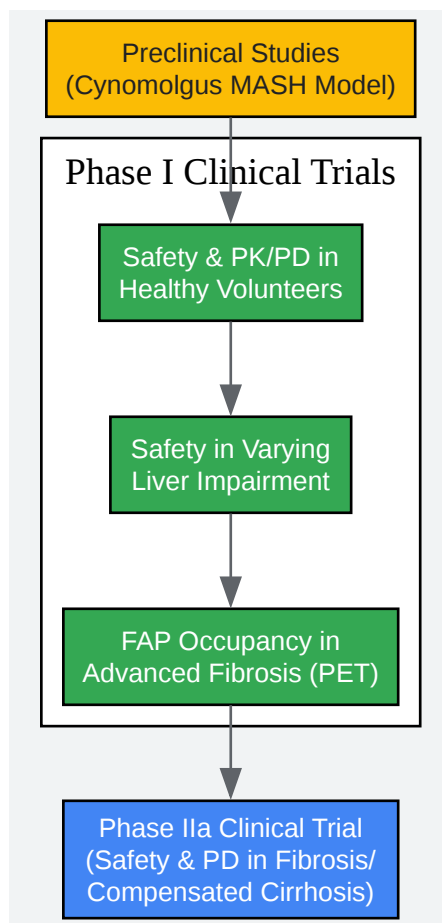 Preclinical Studies
(Cynomolgus MASH Model)
Phase I Clinical Trials
Safety & PK/PD in
Healthy Volunteers
Safety in Varying
Liver Impairment
FAP Occupancy in
Advanced Fibrosis (PET)
Phase IIa Clinical Trial
(Safety & PD in Fibrosis/
Compensated Cirrhosis)